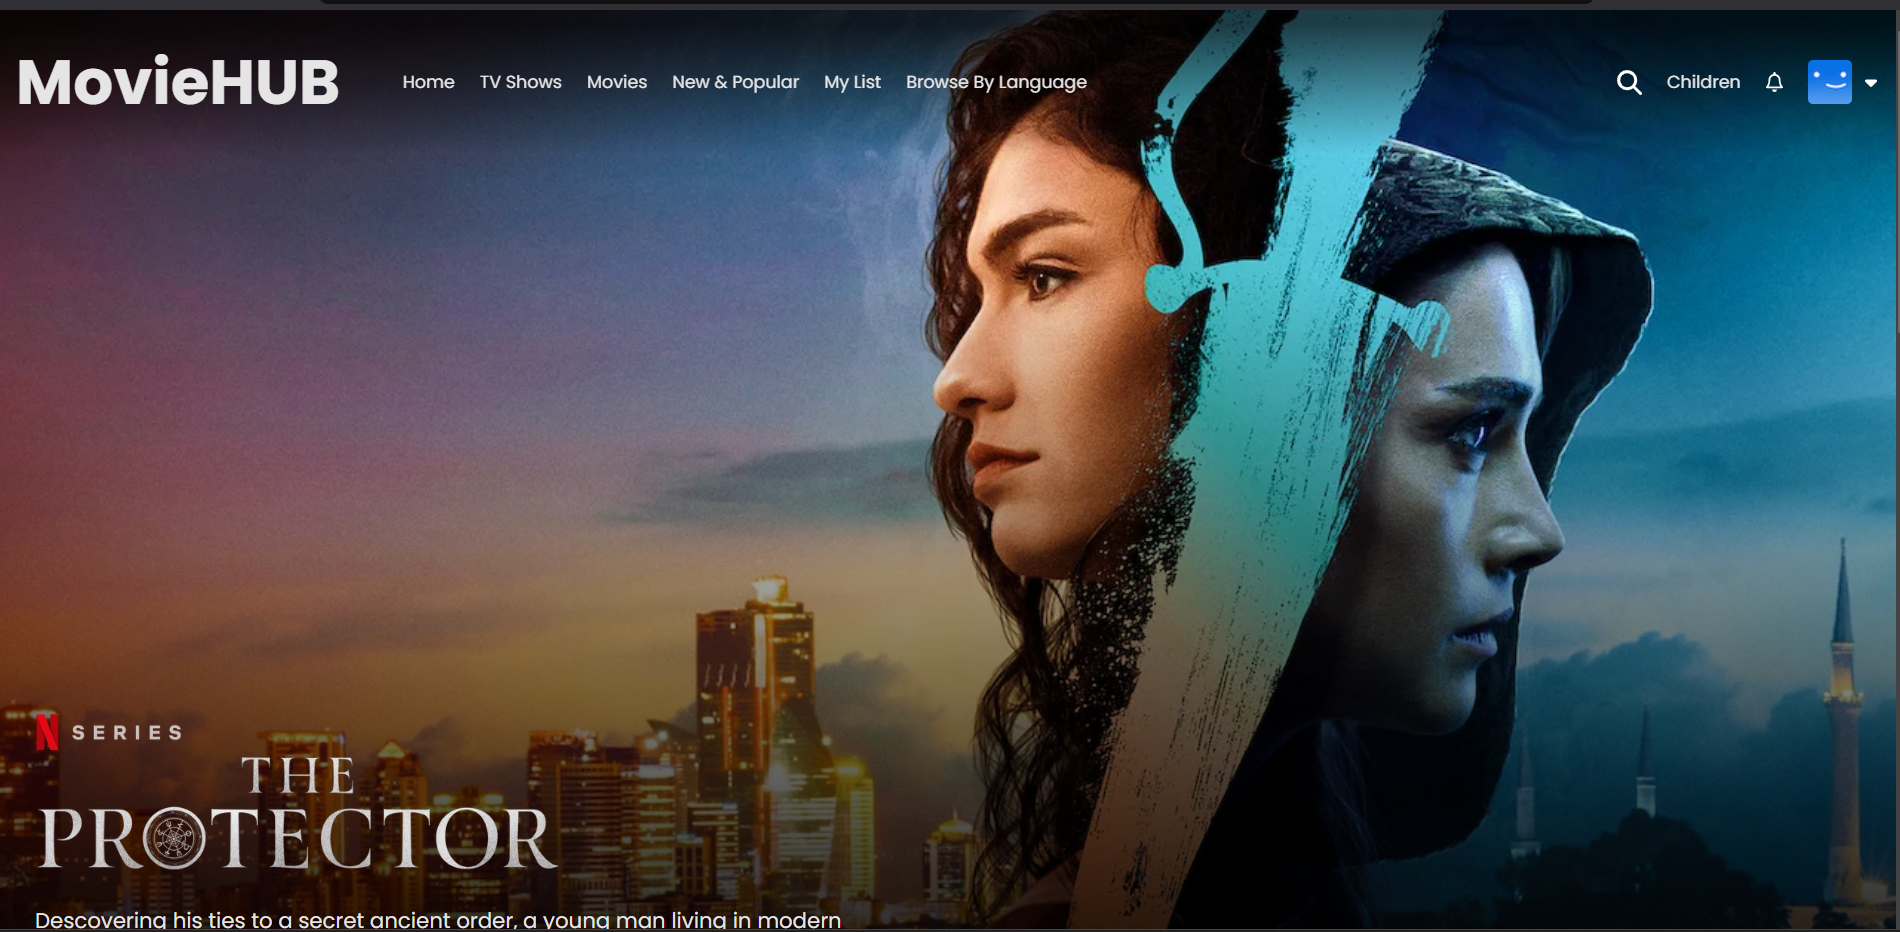 MovieHUB
Home TV Shows Movies New & Popular My List Browse By Language
Children
N SERIES
THE
PROTECTOR
Descovering his ties to a secret ancient order, a young man living in modern